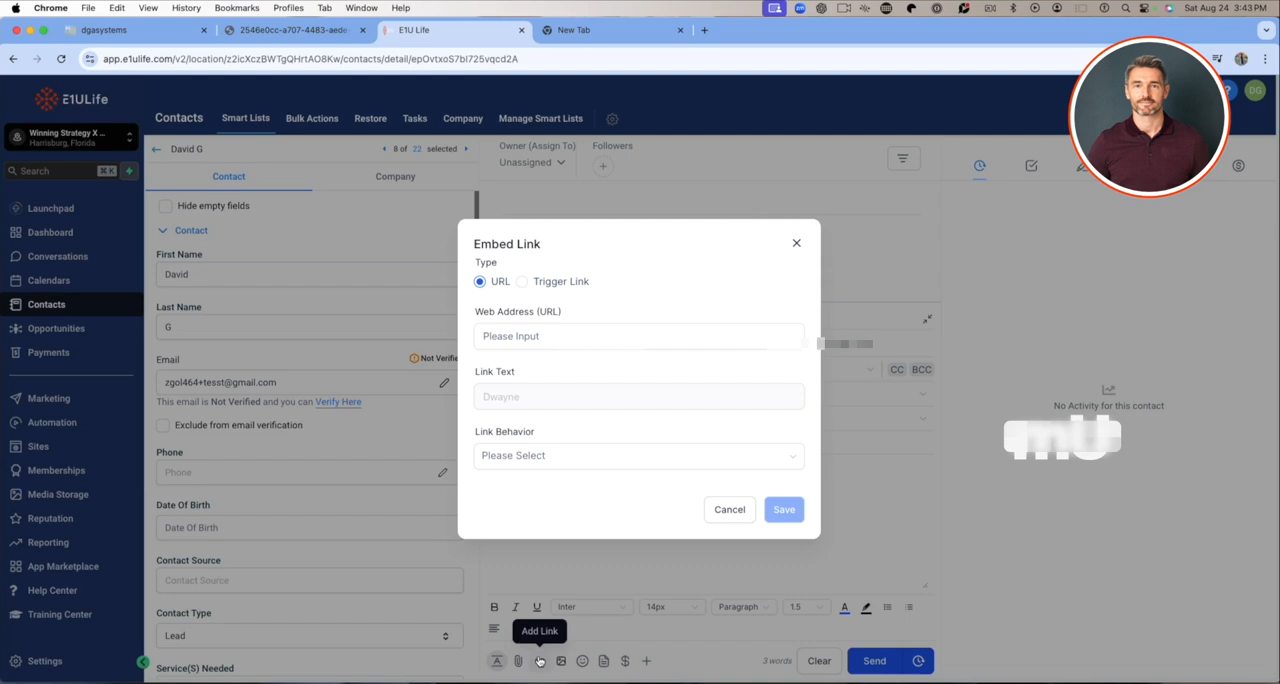 Chrome File Edit View History Bookmarks Profiles Tab Window Help Sat Aug 24 3:43 PM
dgasystems 2546e0cc-a707-4483-aede E1U Life New Tab
app.e1ulife.com/v2/location/z2icXczBWTgQHrtAO8Kw/contacts/detail/epOvtxoS7bI725vqcd2A
E1ULife
Contacts Smart Lists Bulk Actions Restore Tasks Company Manage Smart Lists
? DG
Winning Strategy X ...
Harrisburg, Florida
Search ⌘ K
Launchpad
Dashboard
Conversations
Calendars
Contacts
Opportunities
Payments
Marketing
Automation
Sites
Memberships
Media Storage
Reputation
Reporting
App Marketplace
Help Center
Training Center
Settings
David G 8 of 22 selected
Contact Company
Hide empty fields
Contact
First Name
David
Last Name
G
Email Not Verifie
zgol464+tesst@gmail.com
This email is Not Verified and you can Verify Here
Exclude from email verification
Phone
Phone
Date Of Birth
Date Of Birth
Contact Source
Contact Source
Contact Type
Lead
Service(S) Needed
Owner (Assign To) Followers
Unassigned
CC BCC
Embed Link
Type
URL Trigger Link
Web Address (URL)
Please Input
Link Text
Dwayne
Link Behavior
Please Select
Cancel Save
B I U Inter 14px Paragraph 1.5 A
Add Link
3 words Clear Send
No Activity for this contact